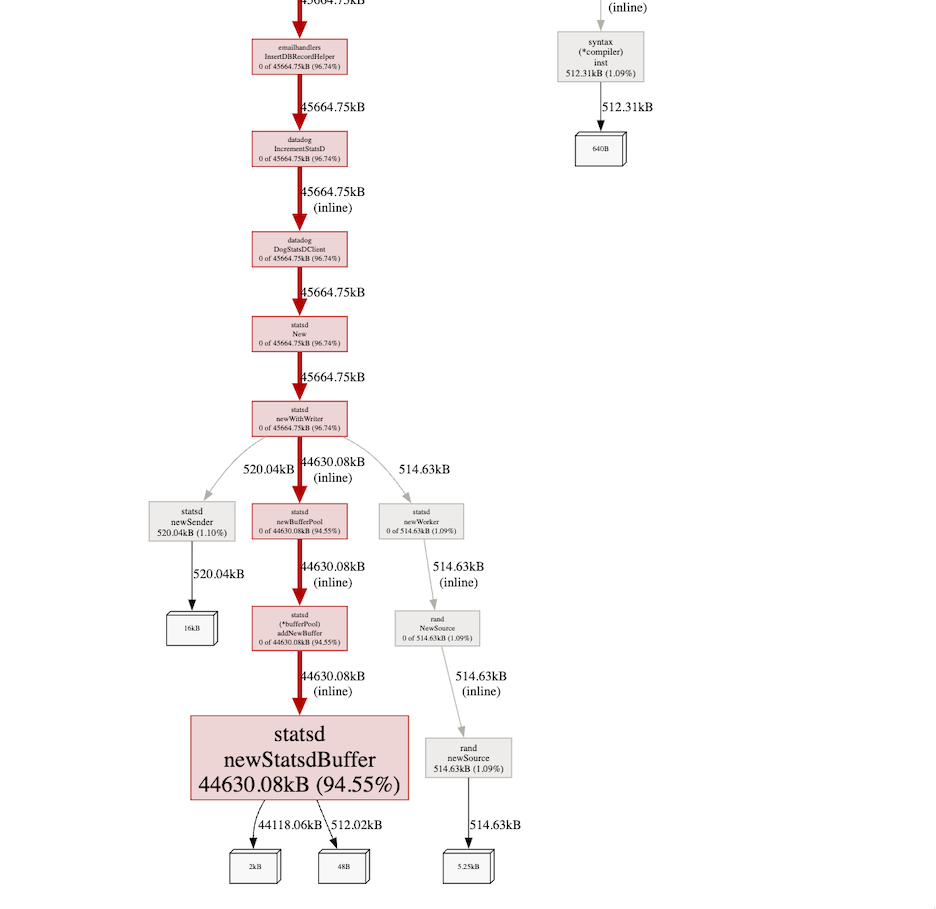 45664.75kB
(inline)
emailhandlers
InsertDBRecordHelper
0 of 45664.75kB (96.74%)
syntax
(*compiler)
inst
512.31kB (1.09%)
45664.75kB
512.31kB
datadog
IncrementStatsD
0 of 45664.75kB (96.74%)
640B
45664.75kB
(inline)
datadog
DogStatsDClient
0 of 45664.75kB (96.74%)
45664.75kB
statsd
New
0 of 45664.75kB (96.74%)
45664.75kB
statsd
newWithWriter
0 of 45664.75kB (96.74%)
520.04kB
44630.08kB
(inline)
514.63kB
statsd
newSender
520.04kB (1.10%)
statsd
newBufferPool
0 of 44630.08kB (94.55%)
statsd
newWorker
0 of 514.63kB (1.09%)
520.04kB
44630.08kB
(inline)
514.63kB
(inline)
16kB
statsd
(*bufferPool)
addNewBuffer
0 of 44630.08kB (94.55%)
rand
NewSource
0 of 514.63kB (1.09%)
44630.08kB
(inline)
514.63kB
(inline)
statsd
newStatsdBuffer
44630.08kB (94.55%)
rand
newSource
514.63kB (1.09%)
44118.06kB
512.02kB
514.63kB
2kB
48B
5.25kB